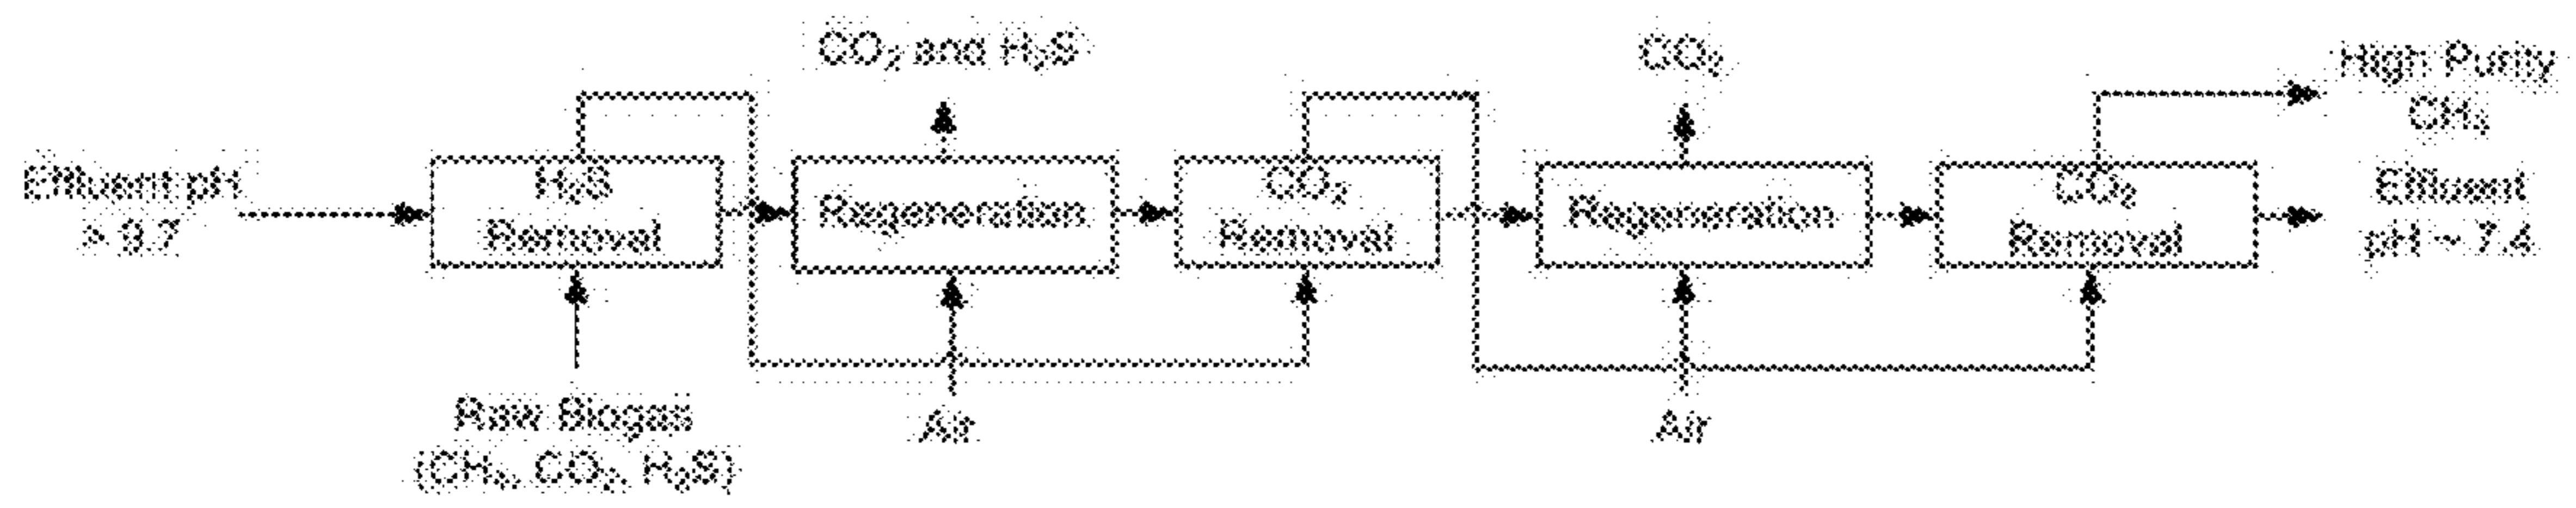 CO₂ and H₂S
CO₂
High Purity
CH₄
Effluent pH
> 9.7
H₂S
Removal
Regeneration
CO₂
Removal
Regeneration
CO₂
Removal
Effluent
pH ~ 7.4
Raw Biogas
(CH₄, CO₂, H₂S)
Air
Air